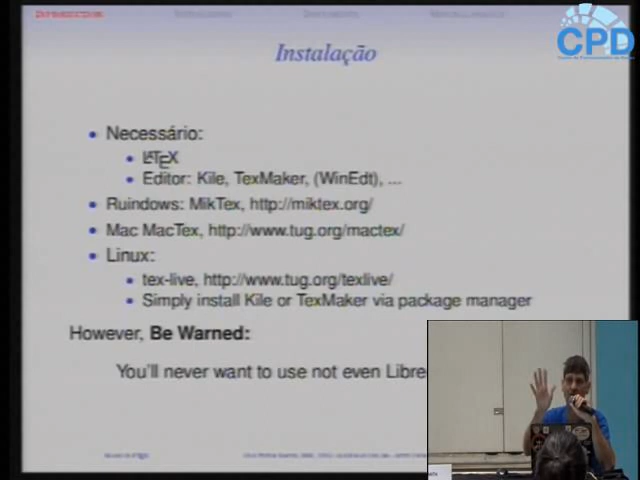 CPD
Instalação
Necessário:
LATEX
Editor: Kile, TexMaker, (WinEdt), ...
Ruindows: MikTex, http://miktex.org/
Mac MacTex, http://www.tug.org/mactex/
Linux:
tex-live, http://www.tug.org/texlive/
Simply install Kile or TexMaker via package manager
However, Be Warned:
You'll never want to use not even Libre